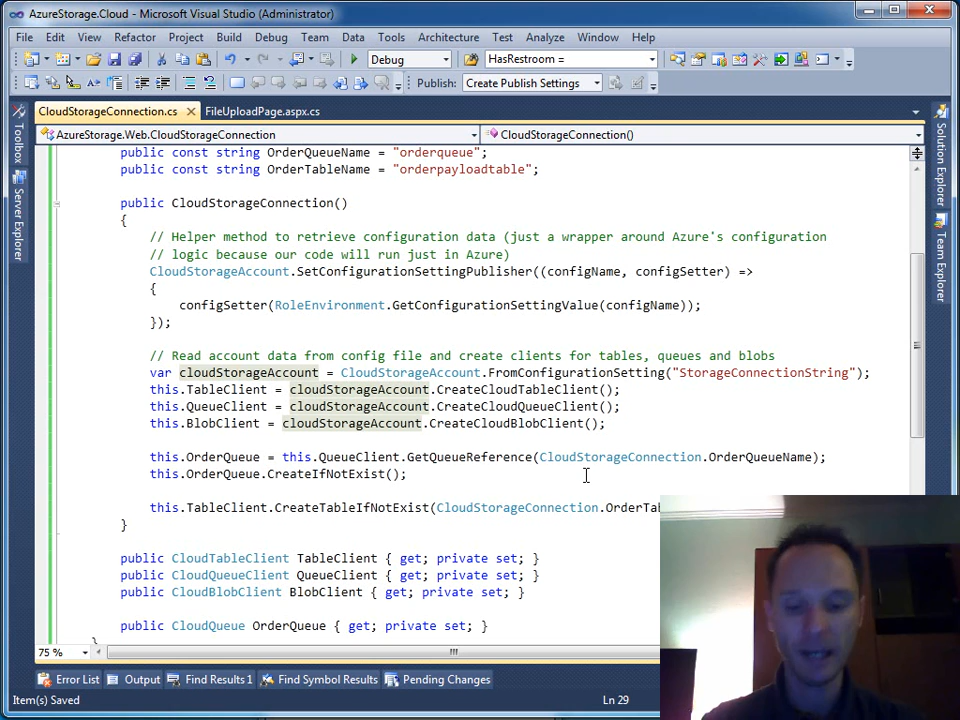 AzureStorage.Cloud - Microsoft Visual Studio (Administrator)
File Edit View Refactor Project Build Debug Team Data Tools Architecture Test Analyze Window Help
Debug HasRestroom =
Publish: Create Publish Settings
CloudStorageConnection.cs FileUploadPage.aspx.cs
AzureStorage.Web.CloudStorageConnection CloudStorageConnection()
Toolbox
Server Explorer
Solution Explorer
Team Explorer
public const string OrderQueueName = "orderqueue";
public const string OrderTableName = "orderpayloadtable";
public CloudStorageConnection()
{
// Helper method to retrieve configuration data (just a wrapper around Azure's configuration
// logic because our code will run just in Azure)
CloudStorageAccount.SetConfigurationSettingPublisher((configName, configSetter) =>
{
configSetter(RoleEnvironment.GetConfigurationSettingValue(configName));
});
// Read account data from config file and create clients for tables, queues and blobs
var cloudStorageAccount = CloudStorageAccount.FromConfigurationSetting("StorageConnectionString");
this.TableClient = cloudStorageAccount.CreateCloudTableClient();
this.QueueClient = cloudStorageAccount.CreateCloudQueueClient();
this.BlobClient = cloudStorageAccount.CreateCloudBlobClient();
this.OrderQueue = this.QueueClient.GetQueueReference(CloudStorageConnection.OrderQueueName);
this.OrderQueue.CreateIfNotExist();
this.TableClient.CreateTableIfNotExist(CloudStorageConnection.OrderTab
}
public CloudTableClient TableClient { get; private set; }
public CloudQueueClient QueueClient { get; private set; }
public CloudBlobClient BlobClient { get; private set; }
public CloudQueue OrderQueue { get; private set; }
}
75 %
Error List Output Find Results 1 Find Symbol Results Pending Changes
Item(s) Saved Ln 29